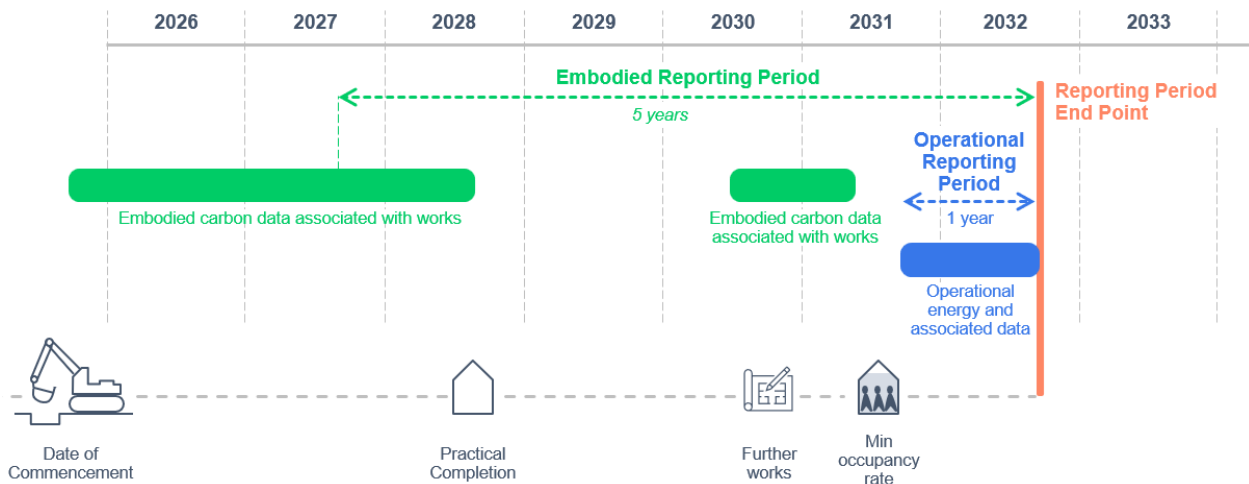 2026
2027
2028
2029
2030
2031
2032
2033
Embodied Reporting Period
5 years
Reporting Period
End Point
Operational
Reporting
Period
1 year
Embodied carbon data associated with works
Embodied carbon data
associated with works
Operational
energy and
associated data
Date of
Commencement
Practical
Completion
Further
works
Min
occupancy
rate